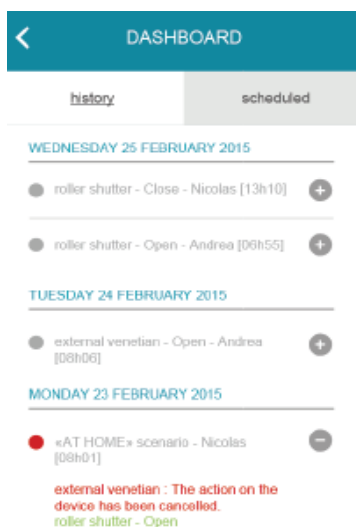 DASHBOARD
history scheduled
WEDNESDAY 25 FEBRUARY 2015
roller shutter - Close - Nicolas [13h10]
roller shutter - Open - Andrea [06h55]
TUESDAY 24 FEBRUARY 2015
external venetian - Open - Andrea
[08h06]
MONDAY 23 FEBRUARY 2015
«AT HOME» scenario - Nicolas
[08h01]
external venetian : The action on the
device has been cancelled.
roller shutter - Open